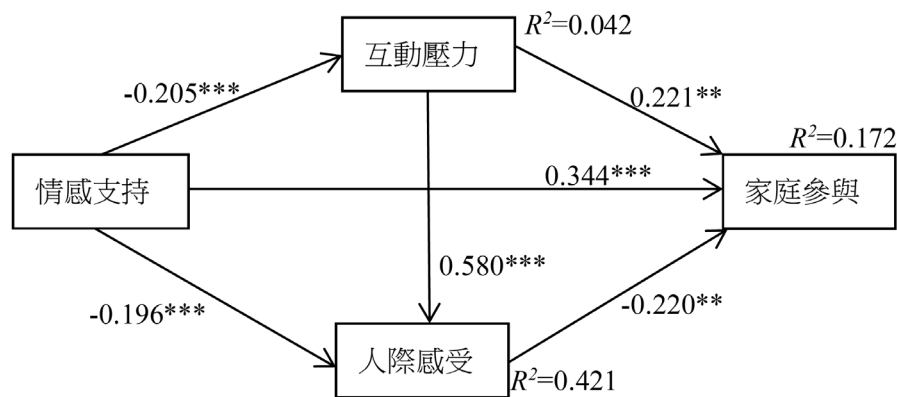 互動壓力
R²=0.042
-0.205***
0.221**
R²=0.172
情感支持
0.344***
家庭參與
0.580***
-0.196***
-0.220**
人際感受
R²=0.421